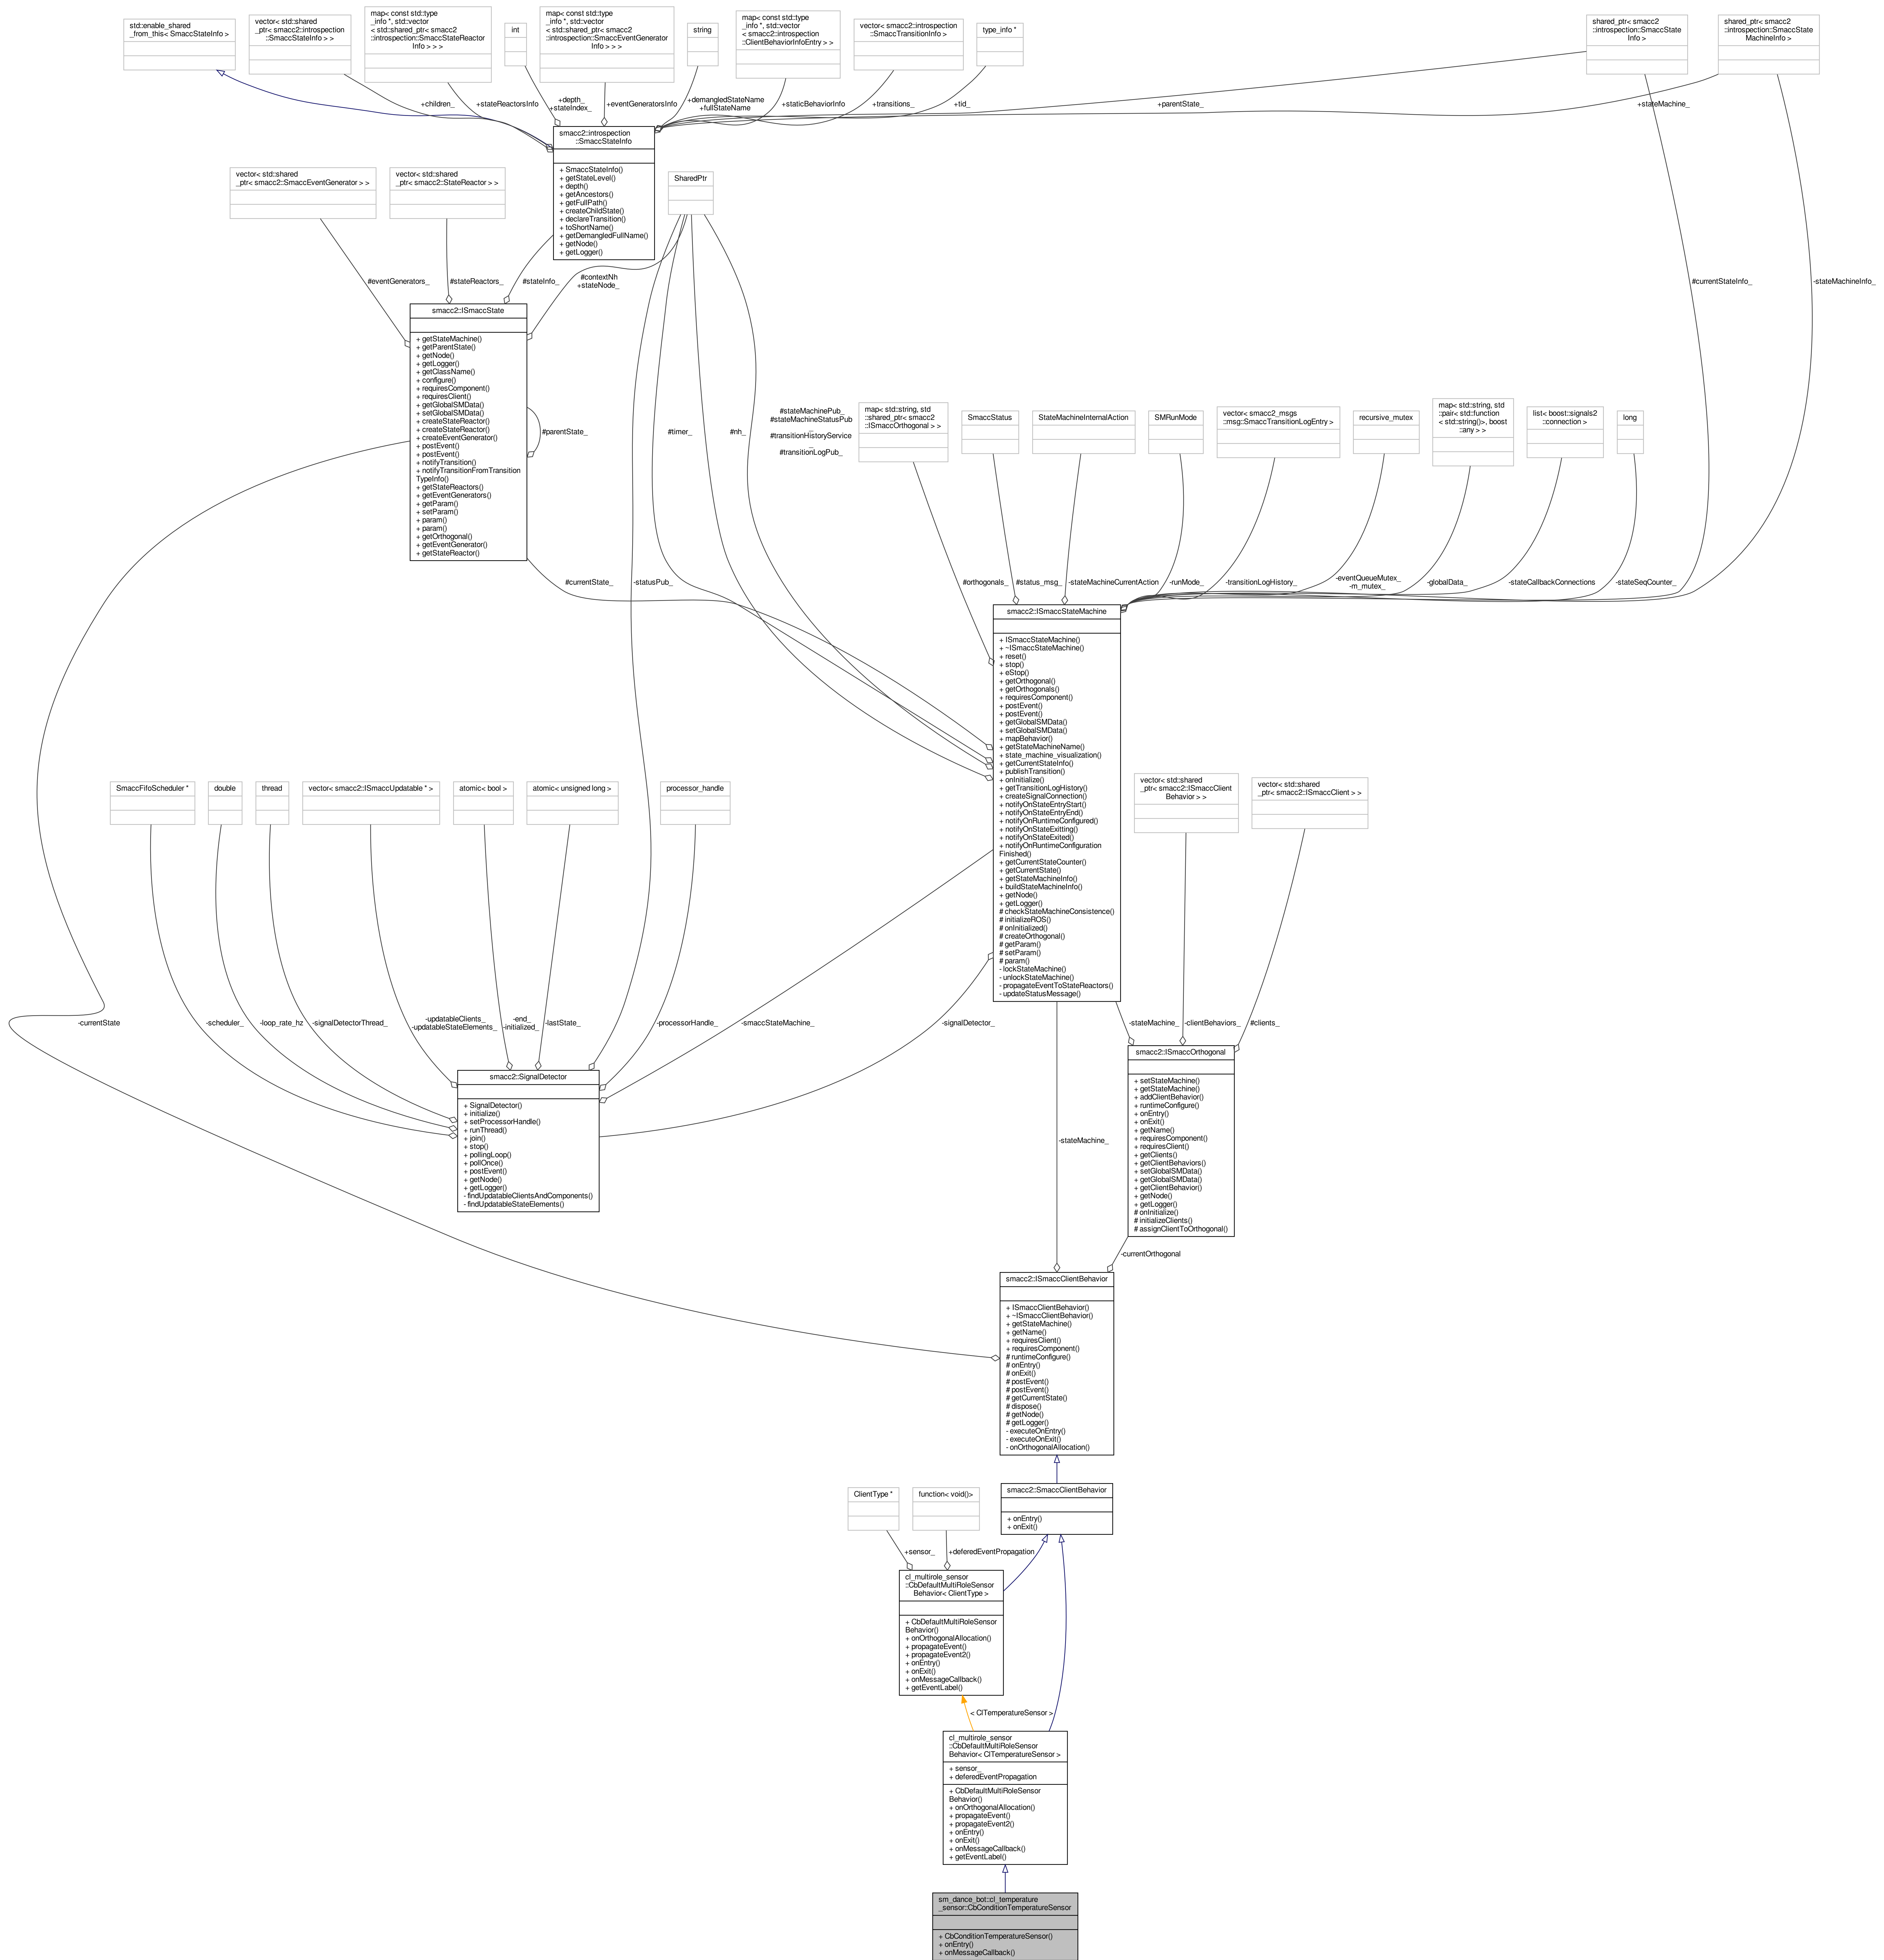 std::enable_shared
_from_this< SmaccStateInfo >
vector< std::shared
_ptr< smacc2::introspection
::SmaccStateInfo > >
map< const std::type
_info *, std::vector
< std::shared_ptr< smacc2
::introspection::SmaccStateReactor
Info > > >
int
map< const std::type
_info *, std::vector
< std::shared_ptr< smacc2
::introspection::SmaccEventGenerator
Info > > >
string
map< const std::type
_info *, std::vector
< smacc2::introspection
::ClientBehaviorInfoEntry > >
vector< smacc2::introspection
::SmaccTransitionInfo >
type_info *
shared_ptr< smacc2
::introspection::SmaccState
Info >
shared_ptr< smacc2
::introspection::SmaccState
MachineInfo >
+children_
+stateReactorsInfo
+depth_
+stateIndex_
+eventGeneratorsInfo
+demangledStateName
+fullStateName
+staticBehaviorInfo
+transitions_
+tid_
+parentState_
+stateMachine_
smacc2::introspection
::SmaccStateInfo
+ SmaccStateInfo()
+ getStateLevel()
+ depth()
+ getAncestors()
+ getFullPath()
+ createChildState()
+ declareTransition()
+ toShortName()
+ getDemangledFullName()
+ getNode()
+ getLogger()
vector< std::shared
_ptr< smacc2::SmaccEventGenerator > >
vector< std::shared
_ptr< smacc2::StateReactor > >
SharedPtr
#eventGenerators_
#stateReactors_
#stateInfo_
#contextNh
+stateNode_
#currentStateInfo_
-stateMachineInfo_
smacc2::ISmaccState
+ getStateMachine()
+ getParentState()
+ getNode()
+ getLogger()
+ getClassName()
+ configure()
+ requiresComponent()
+ requiresClient()
+ getGlobalSMData()
+ setGlobalSMData()
+ createStateReactor()
+ createStateReactor()
+ createEventGenerator()
+ postEvent()
+ postEvent()
+ notifyTransition()
+ notifyTransitionFromTransition
TypeInfo()
+ getStateReactors()
+ getEventGenerators()
+ getParam()
+ setParam()
+ param()
+ param()
+ getOrthogonal()
+ getEventGenerator()
+ getStateReactor()
#parentState_
#timer_
#nh_
#stateMachinePub_
#stateMachineStatusPub
_
#transitionHistoryService
_
#transitionLogPub_
map< std::string, std
::shared_ptr< smacc2
::ISmaccOrthogonal > >
SmaccStatus
StateMachineInternalAction
SMRunMode
vector< smacc2_msgs
::msg::SmaccTransitionLogEntry >
recursive_mutex
map< std::string, std
::pair< std::function
< std::string()>, boost
::any > >
list< boost::signals2
::connection >
long
#currentState_
-statusPub_
#orthogonals_
#status_msg_
-stateMachineCurrentAction
-runMode_
-transitionLogHistory_
-eventQueueMutex_
-m_mutex_
-globalData_
-stateCallbackConnections
-stateSeqCounter_
smacc2::ISmaccStateMachine
+ ISmaccStateMachine()
+ ~ISmaccStateMachine()
+ reset()
+ stop()
+ eStop()
+ getOrthogonal()
+ getOrthogonals()
+ requiresComponent()
+ postEvent()
+ postEvent()
+ getGlobalSMData()
+ setGlobalSMData()
+ mapBehavior()
+ getStateMachineName()
+ state_machine_visualization()
+ getCurrentStateInfo()
+ publishTransition()
+ onInitialize()
+ getTransitionLogHistory()
+ createSignalConnection()
+ notifyOnStateEntryStart()
+ notifyOnStateEntryEnd()
+ notifyOnRuntimeConfigured()
+ notifyOnStateExitting()
+ notifyOnStateExited()
+ notifyOnRuntimeConfiguration
Finished()
+ getCurrentStateCounter()
+ getCurrentState()
+ getStateMachineInfo()
+ buildStateMachineInfo()
+ getNode()
+ getLogger()
# checkStateMachineConsistence()
# initializeROS()
# onInitialized()
# createOrthogonal()
# getParam()
# setParam()
# param()
- lockStateMachine()
- unlockStateMachine()
- propagateEventToStateReactors()
- updateStatusMessage()
SmaccFifoScheduler *
double
thread
vector< smacc2::ISmaccUpdatable * >
atomic< bool >
atomic< unsigned long >
processor_handle
vector< std::shared
_ptr< smacc2::ISmaccClient
Behavior > >
vector< std::shared
_ptr< smacc2::ISmaccClient > >
-currentState
-scheduler_
-loop_rate_hz
-signalDetectorThread_
-updatableClients_
-updatableStateElements_
-end_
-initialized_
-lastState_
-processorHandle_
-smaccStateMachine_
-signalDetector_
-stateMachine_
-clientBehaviors_
#clients_
smacc2::SignalDetector
+ SignalDetector()
+ initialize()
+ setProcessorHandle()
+ runThread()
+ join()
+ stop()
+ pollingLoop()
+ pollOnce()
+ postEvent()
+ getNode()
+ getLogger()
- findUpdatableClientsAndComponents()
- findUpdatableStateElements()
smacc2::ISmaccOrthogonal
+ setStateMachine()
+ getStateMachine()
+ addClientBehavior()
+ runtimeConfigure()
+ onEntry()
+ onExit()
+ getName()
+ requiresComponent()
+ requiresClient()
+ getClients()
+ getClientBehaviors()
+ setGlobalSMData()
+ getGlobalSMData()
+ getClientBehavior()
+ getNode()
+ getLogger()
# onInitialize()
# initializeClients()
# assignClientToOrthogonal()
-stateMachine_
-currentOrthogonal
smacc2::ISmaccClientBehavior
+ ISmaccClientBehavior()
+ ~ISmaccClientBehavior()
+ getStateMachine()
+ getName()
+ requiresClient()
+ requiresComponent()
# runtimeConfigure()
# onEntry()
# onExit()
# postEvent()
# postEvent()
# getCurrentState()
# dispose()
# getNode()
# getLogger()
- executeOnEntry()
- executeOnExit()
- onOrthogonalAllocation()
ClientType *
function< void()>
smacc2::SmaccClientBehavior
+ onEntry()
+ onExit()
+sensor_
+deferedEventPropagation
cl_multirole_sensor
::CbDefaultMultiRoleSensor
Behavior< ClientType >
+ CbDefaultMultiRoleSensor
Behavior()
+ onOrthogonalAllocation()
+ propagateEvent()
+ propagateEvent2()
+ onEntry()
+ onExit()
+ onMessageCallback()
+ getEventLabel()
< ClTemperatureSensor >
cl_multirole_sensor
::CbDefaultMultiRoleSensor
Behavior< ClTemperatureSensor >
+ sensor_
+ deferedEventPropagation
+ CbDefaultMultiRoleSensor
Behavior()
+ onOrthogonalAllocation()
+ propagateEvent()
+ propagateEvent2()
+ onEntry()
+ onExit()
+ onMessageCallback()
+ getEventLabel()
sm_dance_bot::cl_temperature
_sensor::CbConditionTemperatureSensor
+ CbConditionTemperatureSensor()
+ onEntry()
+ onMessageCallback()